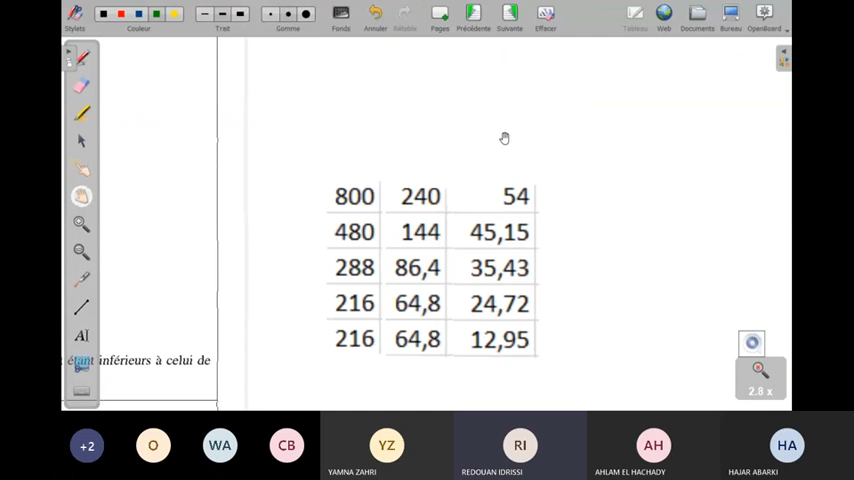 Stylets
Couleur
Trait
Gomme
Fonds
Annuler
Rétablir
Pages
Précédente
Suivante
Effacer
Tableau
Web
Documents
Bureau
OpenBoard
800 240 54
480 144 45,15
288 86,4 35,43
216 64,8 24,72
216 64,8 12,95
étant inférieurs à celui de
2.8 x
+2
O
WA
CB
YZ
RI
AH
HA
YAMNA ZAHRI
REDOUAN IDRISSI
AHLAM EL HACHADY
HAJAR ABARKI